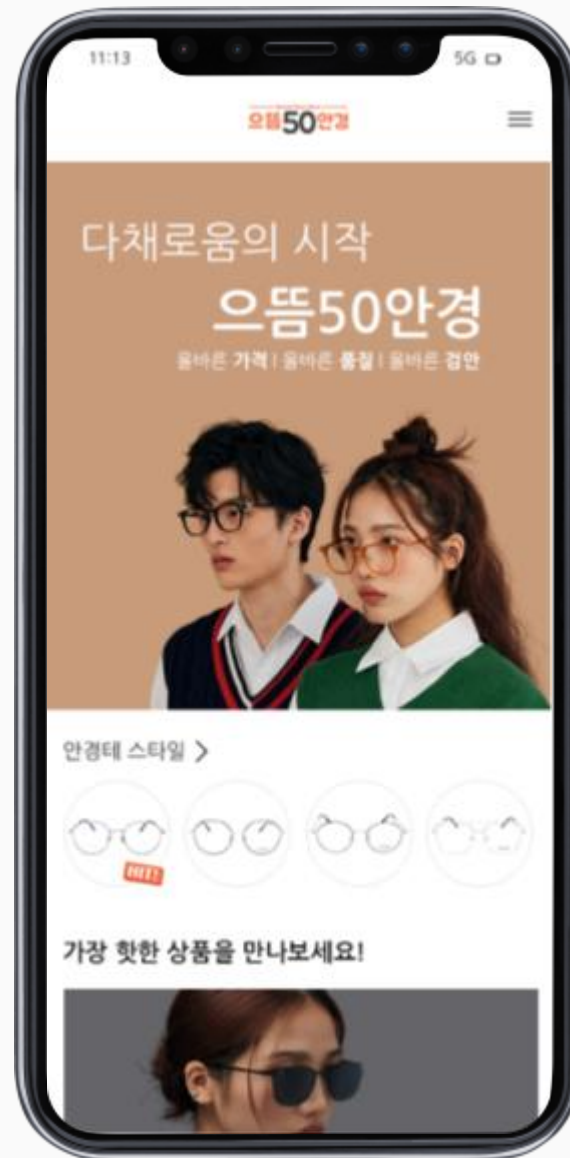 11:13
5G
으뜸50안경
다채로움의 시작
으뜸50안경
올바른 가격 | 올바른 품질 | 올바른 검안
안경테 스타일 >
HIT!
가장 핫한 상품을 만나보세요!